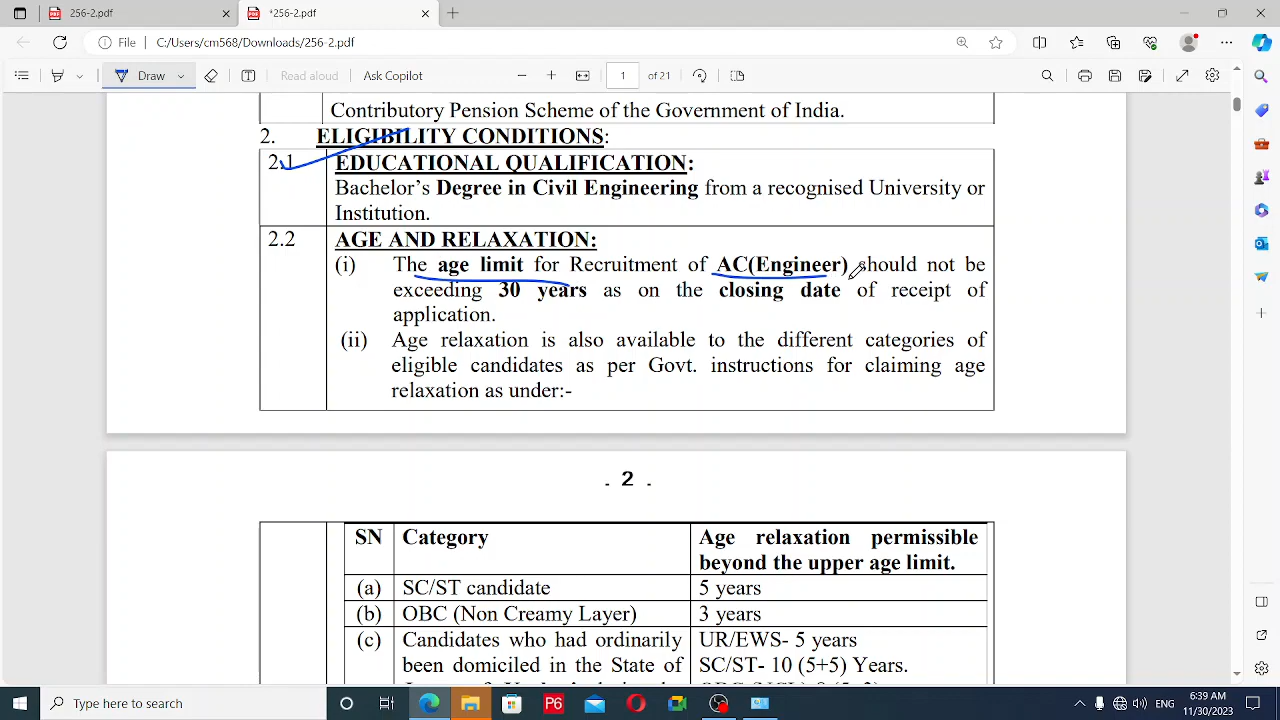 256-2.pdf
*256-2.pdf
File C:/Users/cm568/Downloads/256-2.pdf
Draw Read aloud Ask Copilot 1 of 21
Contributory Pension Scheme of the Government of India.
2. ELIGIBILITY CONDITIONS:
2.1 EDUCATIONAL QUALIFICATION:
Bachelor's Degree in Civil Engineering from a recognised University or
Institution.
2.2 AGE AND RELAXATION:
(i) The age limit for Recruitment of AC(Engineer) should not be
exceeding 30 years as on the closing date of receipt of
application.
(ii) Age relaxation is also available to the different categories of
eligible candidates as per Govt. instructions for claiming age
relaxation as under:-
. 2 .
SN Category Age relaxation permissible
beyond the upper age limit.
(a) SC/ST candidate 5 years
(b) OBC (Non Creamy Layer) 3 years
(c) Candidates who had ordinarily UR/EWS- 5 years
been domiciled in the State of SC/ST- 10 (5+5) Years.
Type here to search
P6
ENG
6:39 AM
11/30/2023